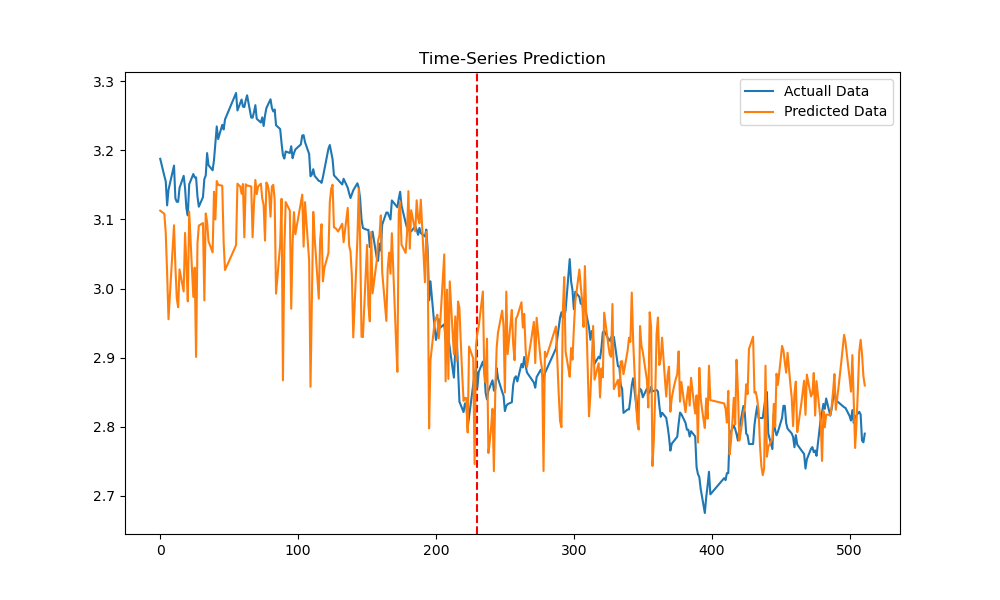 Time-Series Prediction
Actuall Data
Predicted Data
3.3
3.2
3.1
3.0
2.9
2.8
2.7
0 100 200 300 400 500